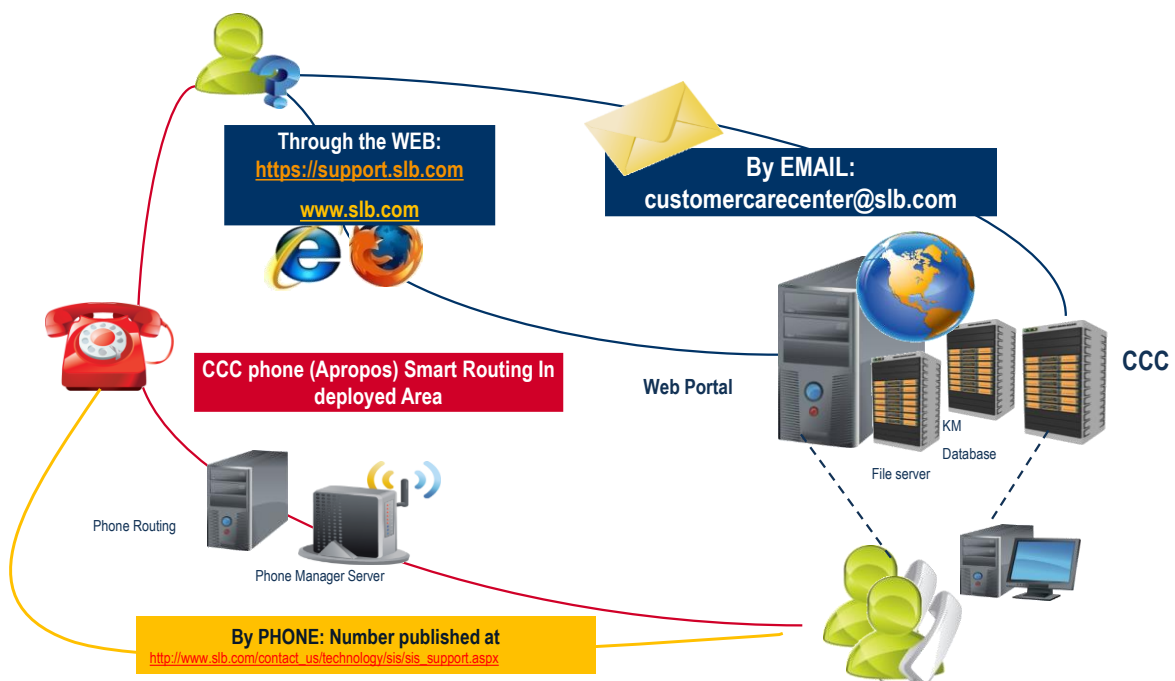 Through the WEB:
https://support.slb.com
www.slb.com
By EMAIL:
customercarecenter@slb.com
CCC phone (Apropos) Smart Routing In
deployed Area
Web Portal
CCC
KM
Database
File server
Phone Routing
Phone Manager Server
By PHONE: Number published at
http://www.slb.com/contact_us/technology/sis/sis_support.aspx